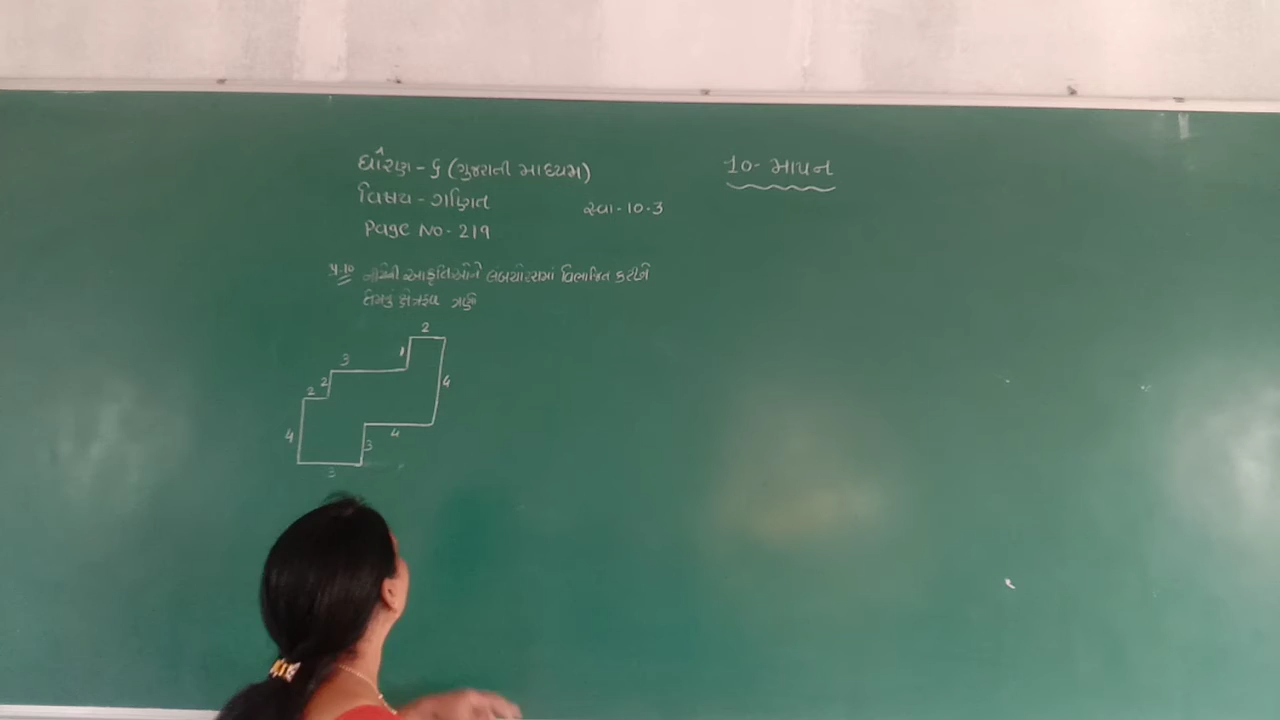 ધોરણ - ૬ (ગુજરાતી માધ્યમ)
10 - માપન
વિષય - ગણિત
સ્વા - 10.3
Page No - 219
પ્ર.10 નીચેની આકૃતિઓને લંબચોરસમાં વિભાજિત કરીને
તેમનું ક્ષેત્રફળ ગણો
2
3 1
2 2 4
4 4 3
3